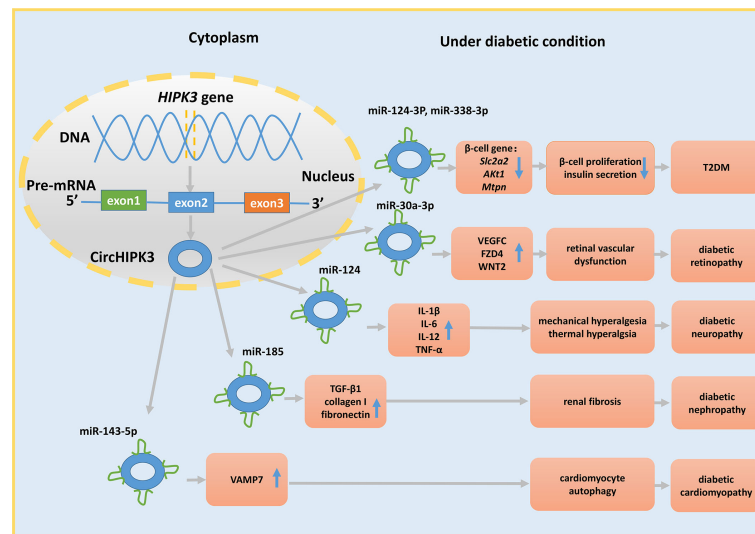 Cytoplasm
Under diabetic condition
HIPK3 gene
DNA
Nucleus
Pre-mRNA
5’
exon1
exon2
exon3
3’
CircHIPK3
miR-124-3P, miR-338-3p
β-cell gene:
Slc2a2
AKt1
Mtpn
β-cell proliferation
insulin secretion
T2DM
miR-30a-3p
VEGFC
FZD4
WNT2
retinal vascular
dysfunction
diabetic
retinopathy
miR-124
IL-1β
IL-6
IL-12
TNF-α
mechanical hyperalgesia
thermal hyperalgsia
diabetic
neuropathy
miR-185
TGF-β1
collagen I
fibronectin
renal fibrosis
diabetic
nephropathy
miR-143-5p
VAMP7
cardiomyocyte
autophagy
diabetic
cardiomyopathy